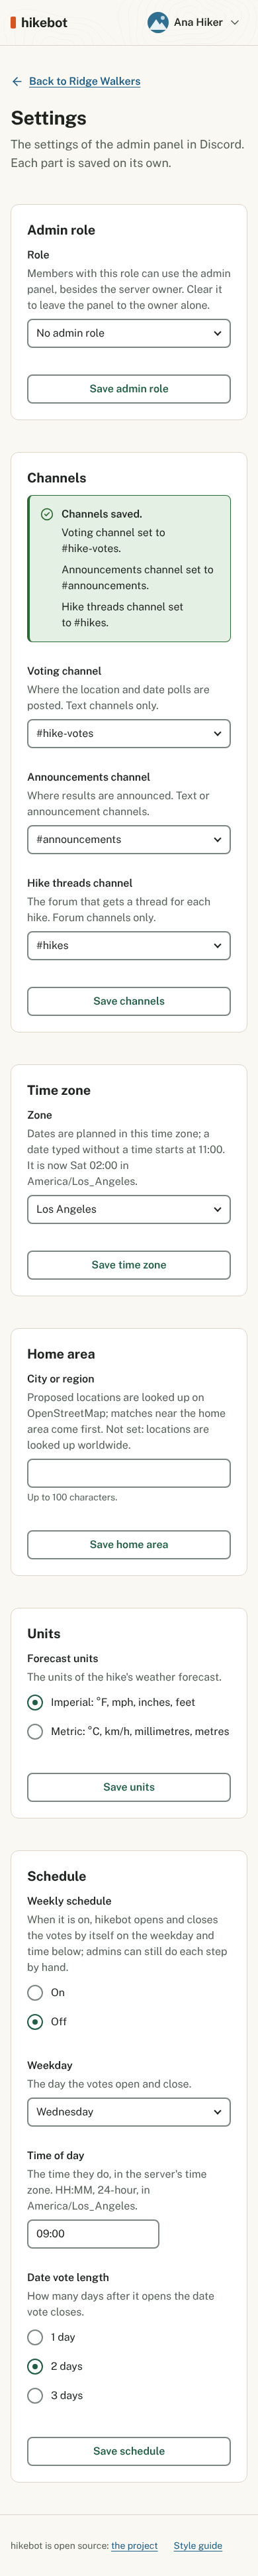 hikebot
Ana Hiker
Back to Ridge Walkers
Settings
The settings of the admin panel in Discord.
Each part is saved on its own.
Admin role
Role
Members with this role can use the admin
panel, besides the server owner. Clear it
to leave the panel to the owner alone.
No admin role
Save admin role
Channels
Channels saved.
Voting channel set to
#hike-votes.
Announcements channel set to
#announcements.
Hike threads channel set
to #hikes.
Voting channel
Where the location and date polls are
posted. Text channels only.
#hike-votes
Announcements channel
Where results are announced. Text or
announcement channels.
#announcements
Hike threads channel
The forum that gets a thread for each
hike. Forum channels only.
#hikes
Save channels
Time zone
Zone
Dates are planned in this time zone; a
date typed without a time starts at 11:00.
It is now Sat 02:00 in
America/Los_Angeles.
Los Angeles
Save time zone
Home area
City or region
Proposed locations are looked up on
OpenStreetMap; matches near the home
area come first. Not set: locations are
looked up worldwide.
Up to 100 characters.
Save home area
Units
Forecast units
The units of the hike's weather forecast.
Imperial: °F, mph, inches, feet
Metric: °C, km/h, millimetres, metres
Save units
Schedule
Weekly schedule
When it is on, hikebot opens and closes
the votes by itself on the weekday and
time below; admins can still do each step
by hand.
On
Off
Weekday
The day the votes open and close.
Wednesday
Time of day
The time they do, in the server's time
zone. HH:MM, 24-hour, in
America/Los_Angeles.
09:00
Date vote length
How many days after it opens the date
vote closes.
1 day
2 days
3 days
Save schedule
hikebot is open source: the project
Style guide